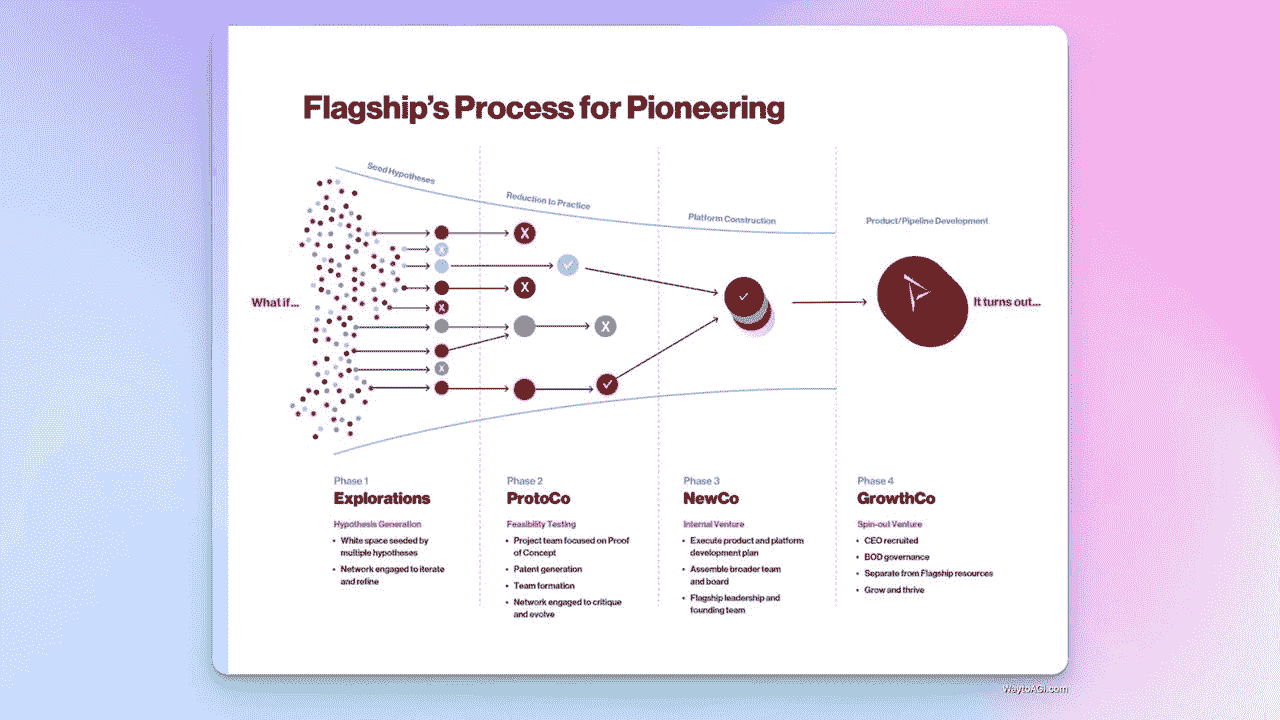 Flagship's Process for Pioneering
Seed Hypotheses
Reduction to Practice
Platform Construction
Product/Pipeline Development
X
X
X
X
X
X
What if...
It turns out...
Phase 1
Explorations
Hypothesis Generation
• White space seeded by
multiple hypotheses
• Network engaged to iterate
and refine
Phase 2
ProtoCo
Feasibility Testing
• Project team focused on Proof
of Concept
• Patent generation
• Team formation
• Network engaged to critique
and evolve
Phase 3
NewCo
Internal Venture
• Execute product and platform
development plan
• Assemble broader team
and board
• Flagship leadership and
founding team
Phase 4
GrowthCo
Spin-out Venture
• CEO recruited
• BOD governance
• Separate from Flagship resources
• Grow and thrive
WaytoAGI.com